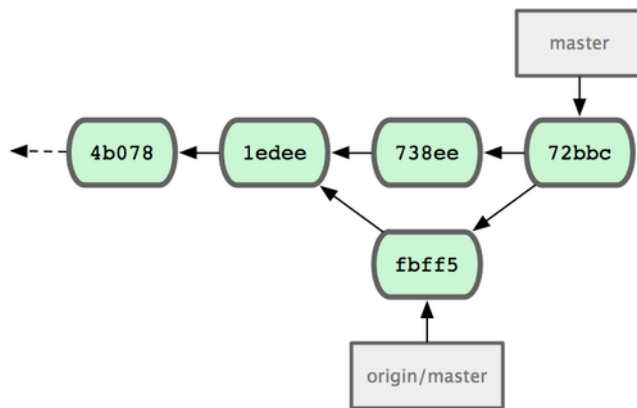 master
4b078
1edee
738ee
72bbc
fbff5
origin/master